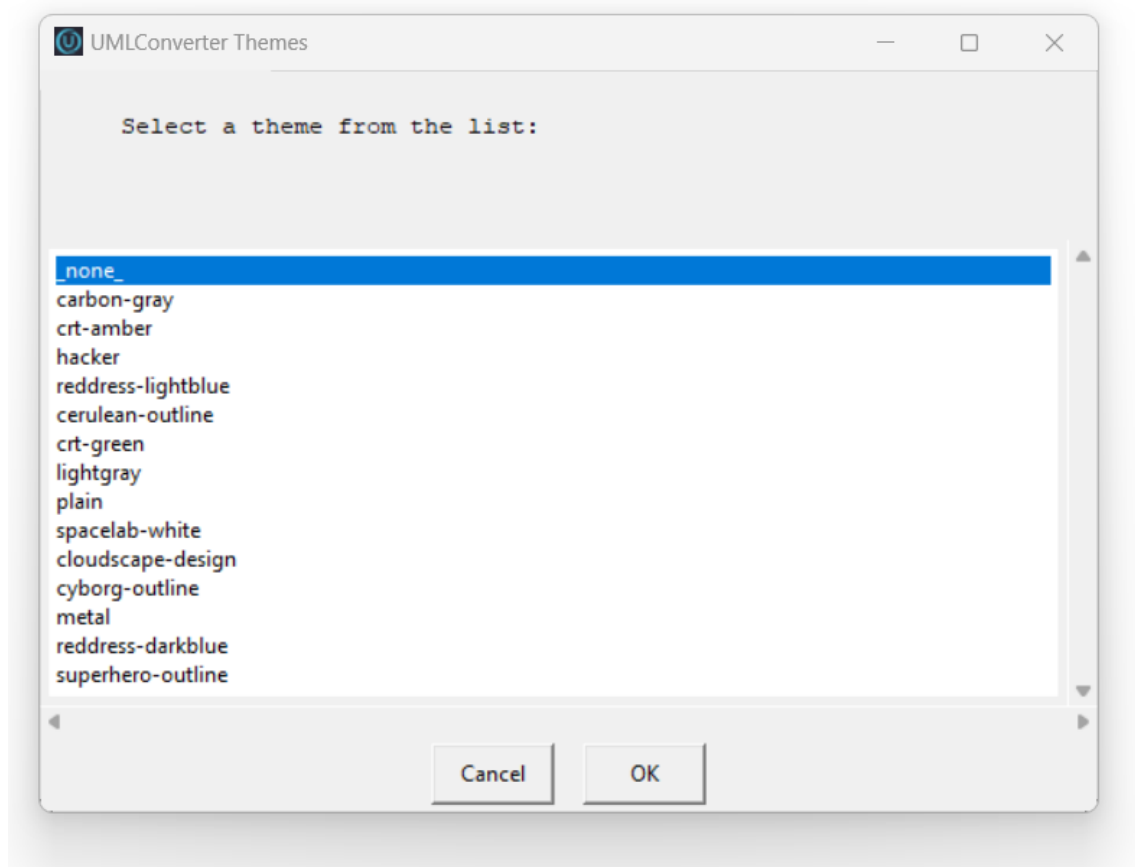 UMLConverter Themes
Select a theme from the list:
_none_
carbon-gray
crt-amber
hacker
reddress-lightblue
cerulean-outline
crt-green
lightgray
plain
spacelab-white
cloudscape-design
cyborg-outline
metal
reddress-darkblue
superhero-outline
Cancel OK